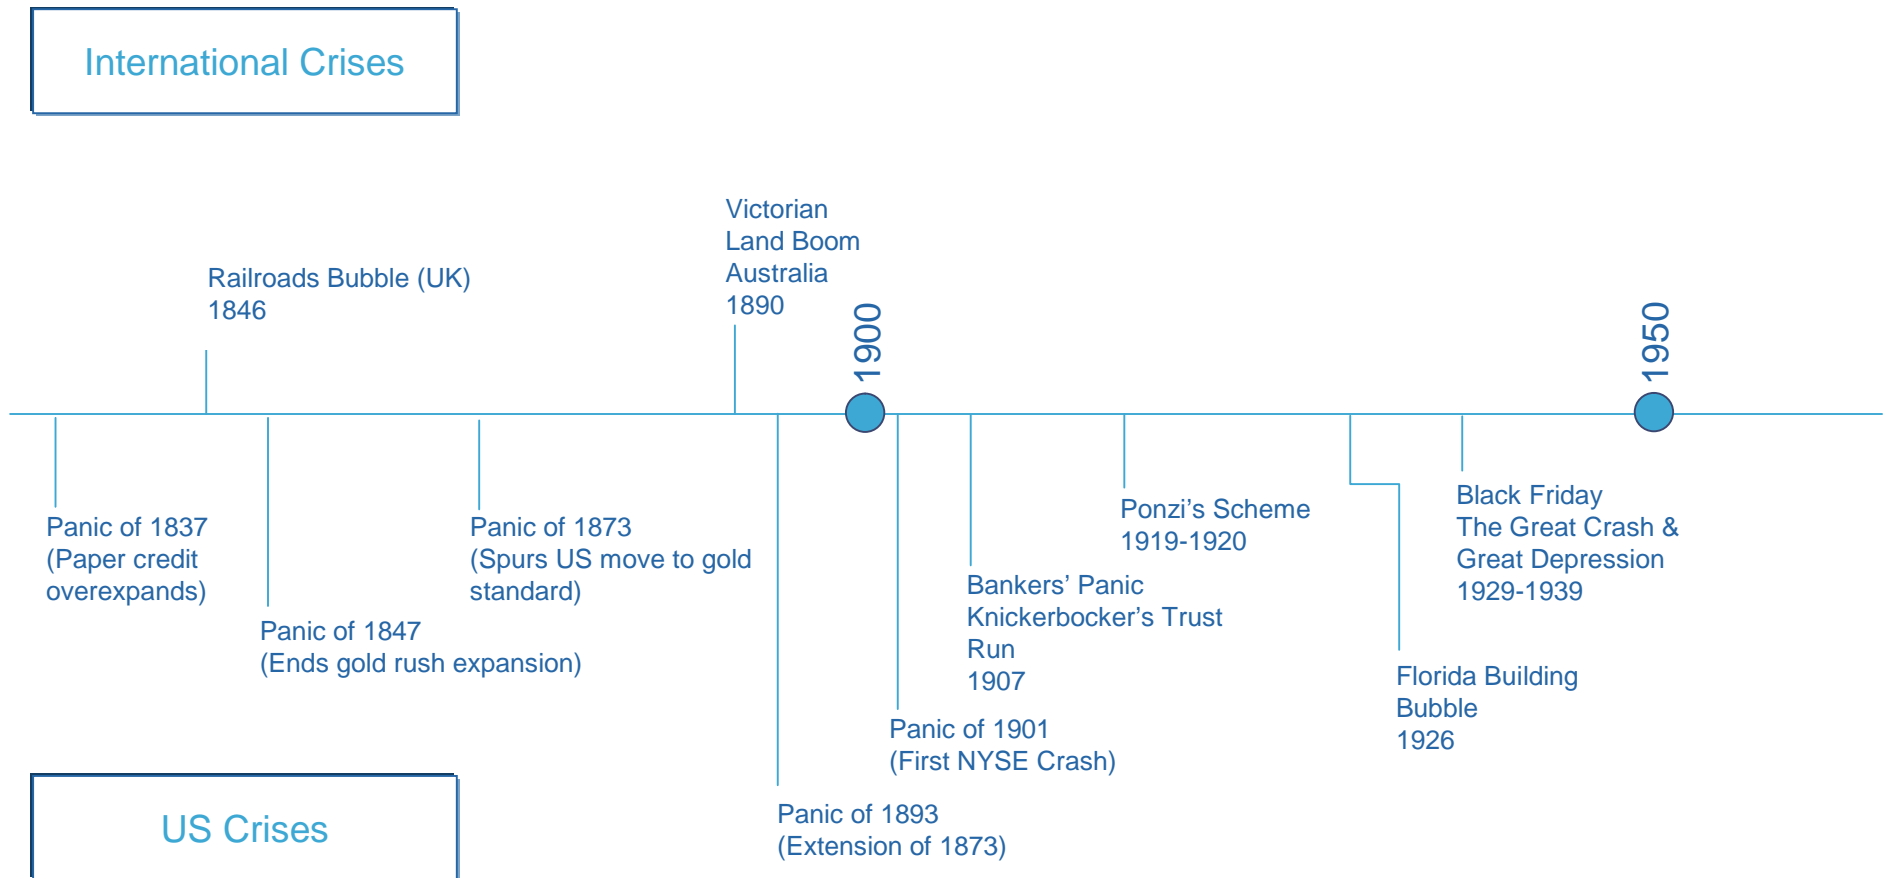 International Crises
Victorian
Land Boom
Australia
1890
Railroads Bubble (UK)
1846
1900
1950
Panic of 1837
(Paper credit
overexpands)
Panic of 1847
(Ends gold rush expansion)
Panic of 1873
(Spurs US move to gold
standard)
Panic of 1893
(Extension of 1873)
Panic of 1901
(First NYSE Crash)
Bankers’ Panic
Knickerbocker’s Trust
Run
1907
Ponzi’s Scheme
1919-1920
Florida Building
Bubble
1926
Black Friday
The Great Crash &
Great Depression
1929-1939
US Crises